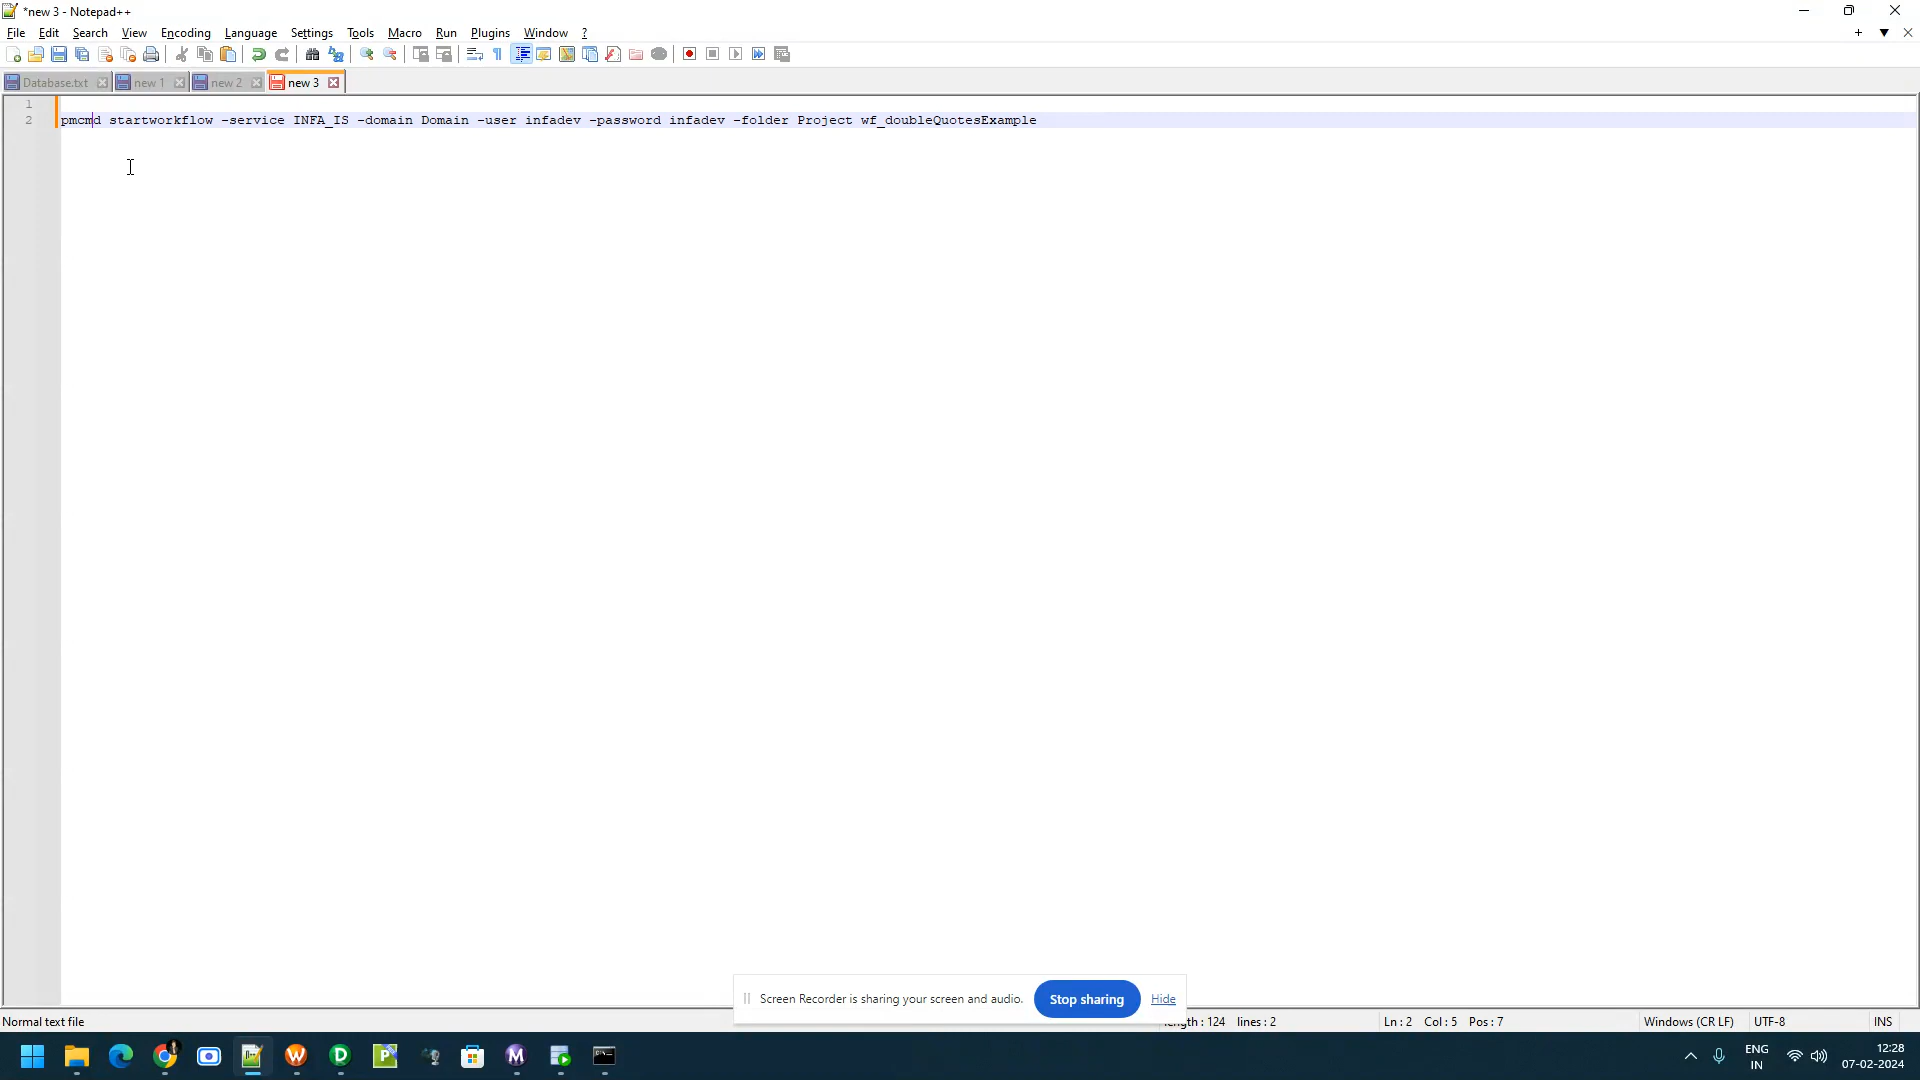 *new 3 - Notepad++
File Edit Search View Encoding Language Settings Tools Macro Run Plugins Window ?
Database.txt new 1 new 2 new 3
1
2 pmcmd startworkflow -service INFA_IS -domain Domain -user infadev -password infadev -folder Project wf_doubleQuotesExample
Screen Recorder is sharing your screen and audio. Stop sharing Hide
Normal text file length : 124 lines : 2 Ln : 2 Col : 5 Pos : 7 Windows (CR LF) UTF-8 INS
ENG
IN
12:28
07-02-2024